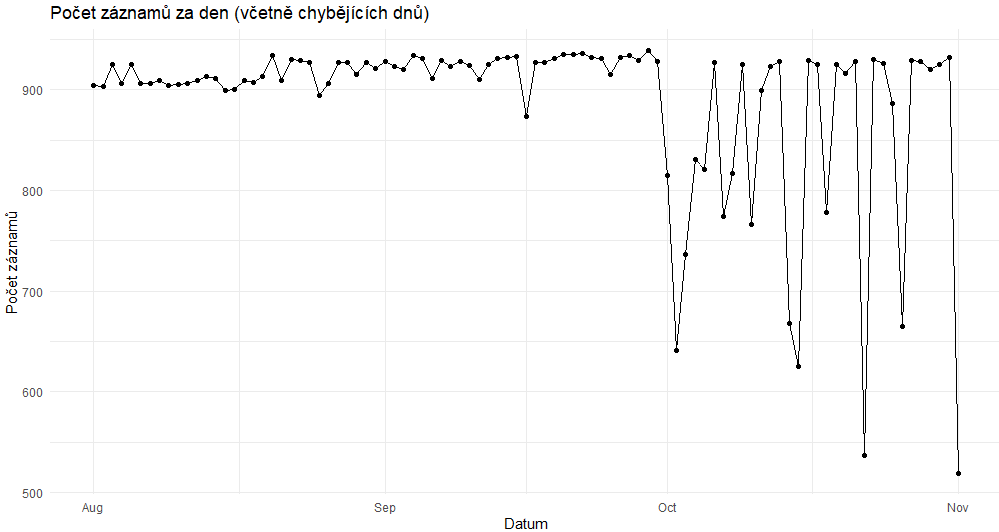 Počet záznamů za den (včetně chybějících dnů)
Počet záznamů
900
800
700
600
500
Aug
Sep
Oct
Nov
Datum